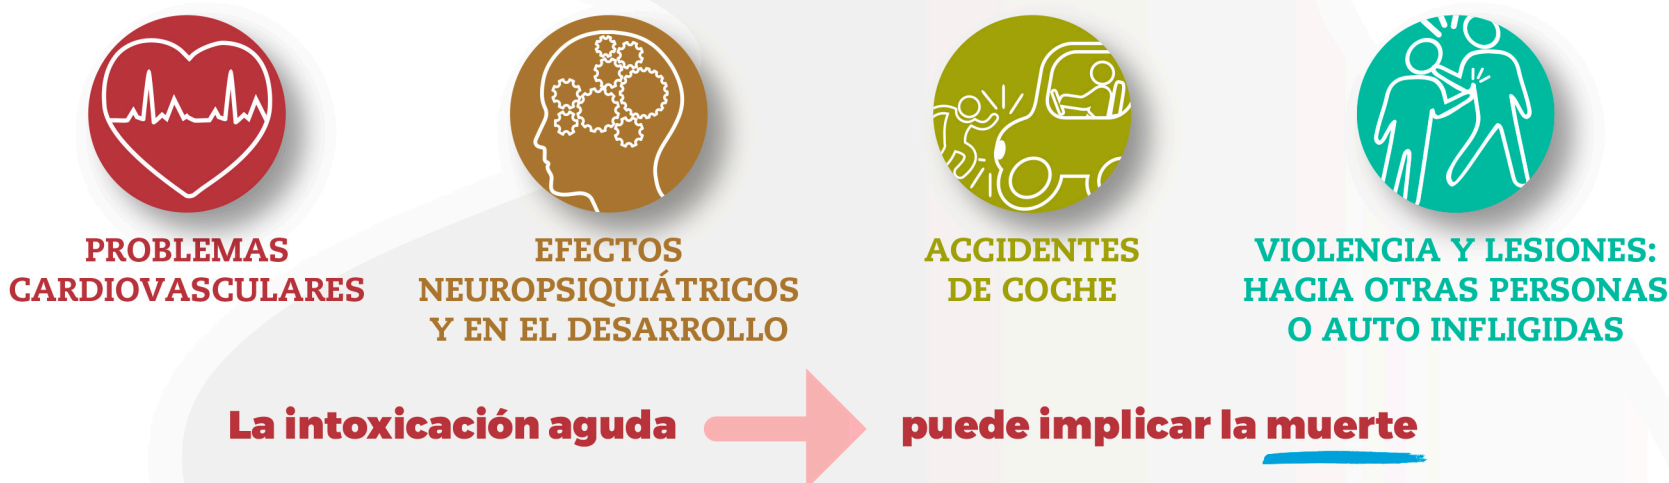 PROBLEMAS
CARDIOVASCULARES
EFECTOS
NEUROPSIQUIÁTRICOS
Y EN EL DESARROLLO
ACCIDENTES
DE COCHE
VIOLENCIA Y LESIONES:
HACIA OTRAS PERSONAS
O AUTO INFLIGIDAS
La intoxicación aguda
puede implicar la muerte